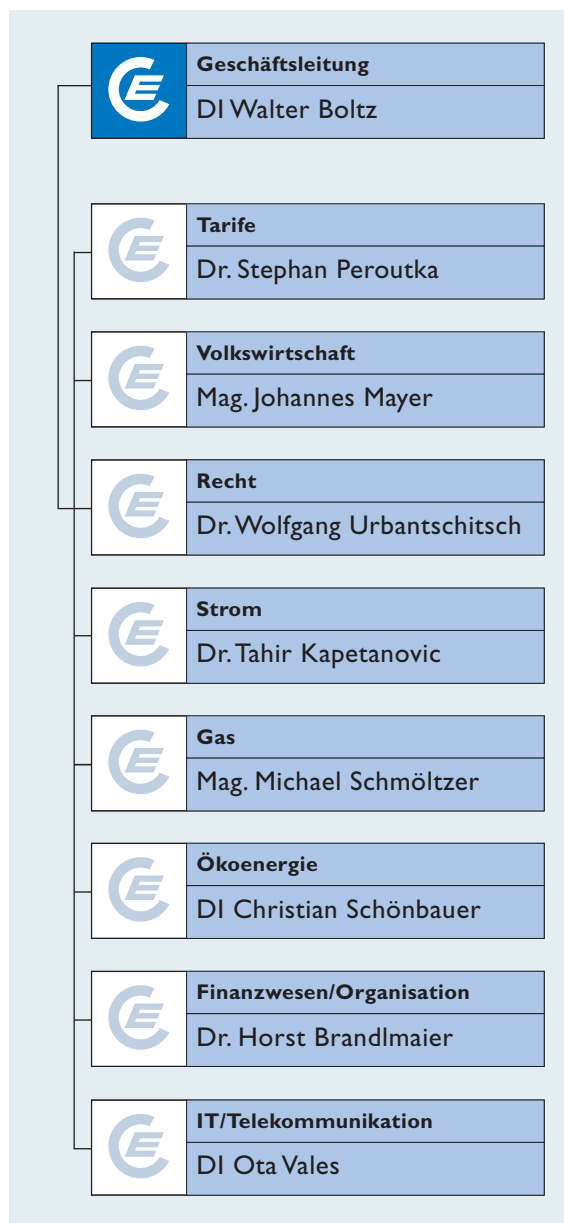 Geschäftsleitung
DI Walter Boltz
Tarife
Dr. Stephan Peroutka
Volkswirtschaft
Mag. Johannes Mayer
Recht
Dr. Wolfgang Urbantschitsch
Strom
Dr. Tahir Kapetanovic
Gas
Mag. Michael Schmöltzer
Ökoenergie
DI Christian Schönbauer
Finanzwesen/Organisation
Dr. Horst Brandlmaier
IT/Telekommunikation
DI Ota Vales